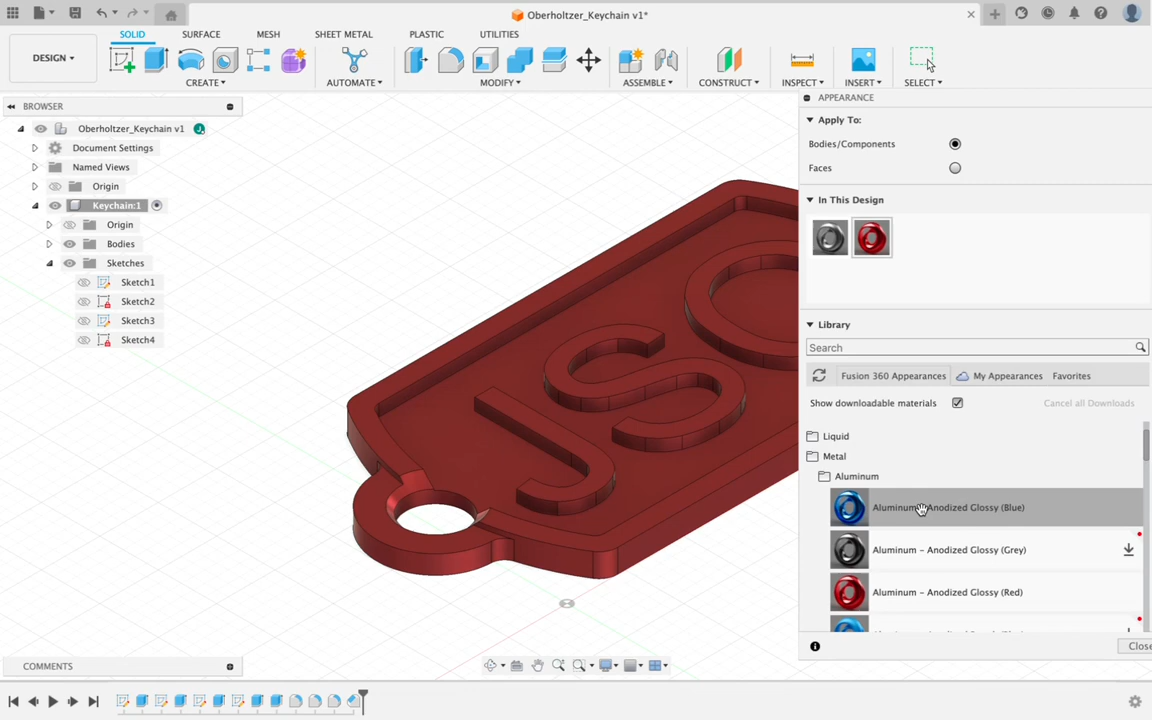 Oberholtzer_Keychain v1*
SOLID SURFACE MESH SHEET METAL PLASTIC UTILITIES
DESIGN
CREATE AUTOMATE MODIFY ASSEMBLE CONSTRUCT INSPECT INSERT SELECT
BROWSER
Oberholtzer_Keychain v1
Document Settings
Named Views
Origin
Keychain:1
Origin
Bodies
Sketches
Sketch1
Sketch2
Sketch3
Sketch4
JSO
APPEARANCE
Apply To:
Bodies/Components
Faces
In This Design
Library
Search
Fusion 360 Appearances My Appearances Favorites
Show downloadable materials Cancel all Downloads
Liquid
Metal
Aluminum
Aluminum - Anodized Glossy (Blue)
Aluminum - Anodized Glossy (Grey)
Aluminum - Anodized Glossy (Red)
Close
COMMENTS